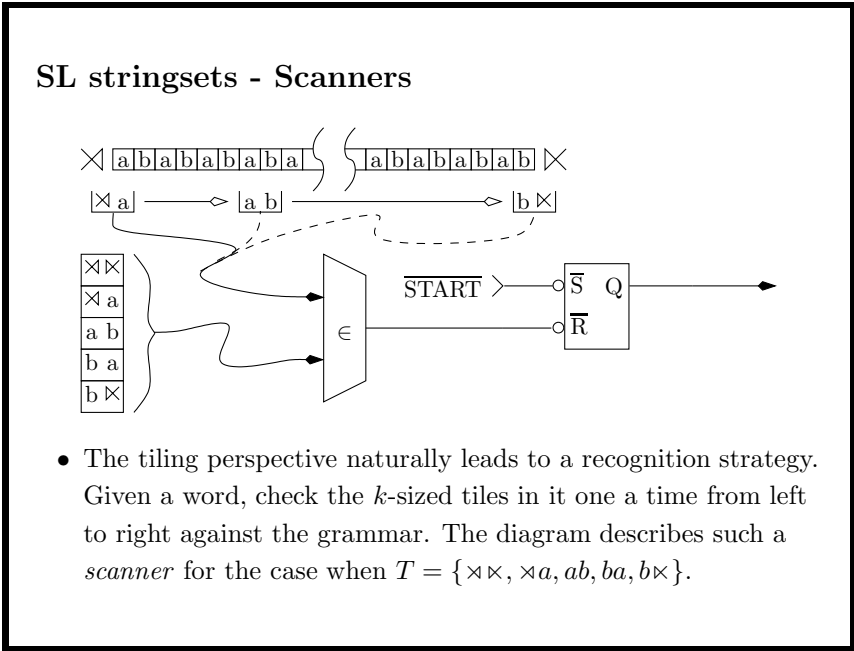 SL stringsets - Scanners
⋊ a b a b a b a b a a b a b a b a b ⋉
⋊ a a b b ⋉
⋊ ⋉
⋊ a
a b
b a
b ⋉
∈
START
S Q
R
• The tiling perspective naturally leads to a recognition strategy.
Given a word, check the k-sized tiles in it one a time from left
to right against the grammar. The diagram describes such a
scanner for the case when T = {⋊⋉, ⋊a, ab, ba, b⋉}.